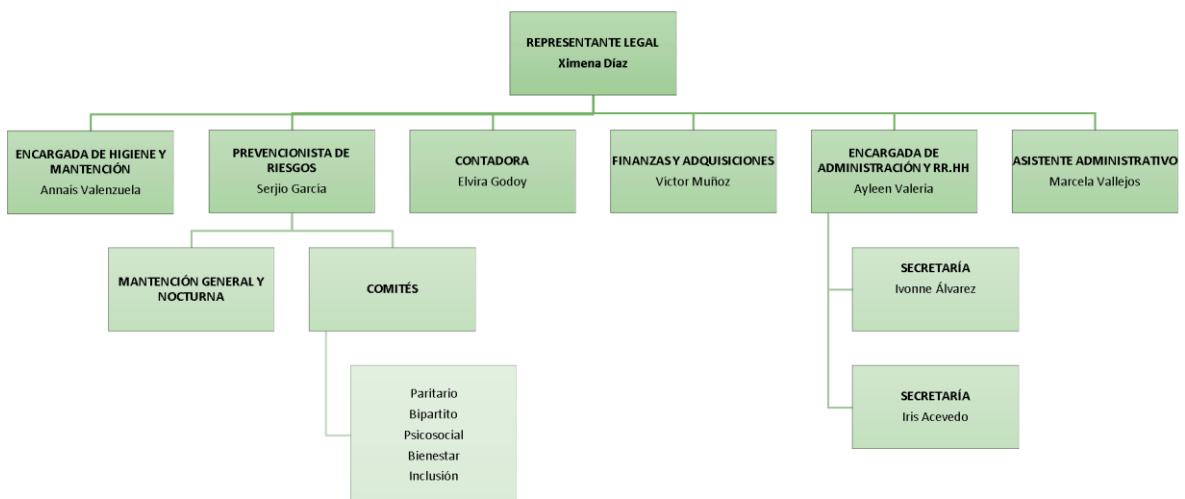 REPRESENTANTE LEGAL
Ximena Díaz
ENCARGADA DE HIGIENE Y
MANTENCIÓN
Annais Valenzuela
PREVENCIONISTA DE
RIESGOS
Serjio García
CONTADORA
Elvira Godoy
FINANZAS Y ADQUISICIONES
Victor Muñoz
ENCARGADA DE
ADMINISTRACIÓN Y RR.HH
Ayleen Valeria
ASISTENTE ADMINISTRATIVO
Marcela Vallejos
MANTENCIÓN GENERAL Y
NOCTURNA
COMITÉS
Paritario
Bipartito
Psicosocial
Bienestar
Inclusión
SECRETARÍA
Ivonne Álvarez
SECRETARÍA
Iris Acevedo